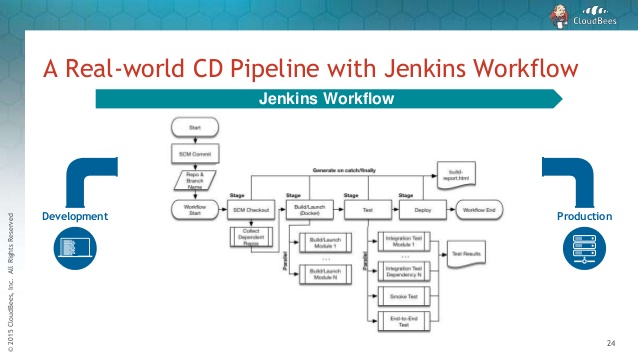 CloudBees
A Real-world CD Pipeline with Jenkins Workflow
Jenkins Workflow
Start
SCM Commit
Repo &
Branch
Name
Generate on catch/finally
build-
report.html
Stage
Stage
Stage
Stage
Workflow
Start
SCM Checkout
Build/Launch
(Docker)
Test
Deploy
Workflow End
Collect
Dependent
Repos
Parallel
Build/Launch
Module 1
...
Build/Launch
Module N
Parallel
Integration Test
Module 1
...
Integration Test
Dependency N
Smoke Test
End-to-End
Test
Test Results
Development
Production
© 2015 CloudBees, Inc. All Rights Reserved
24